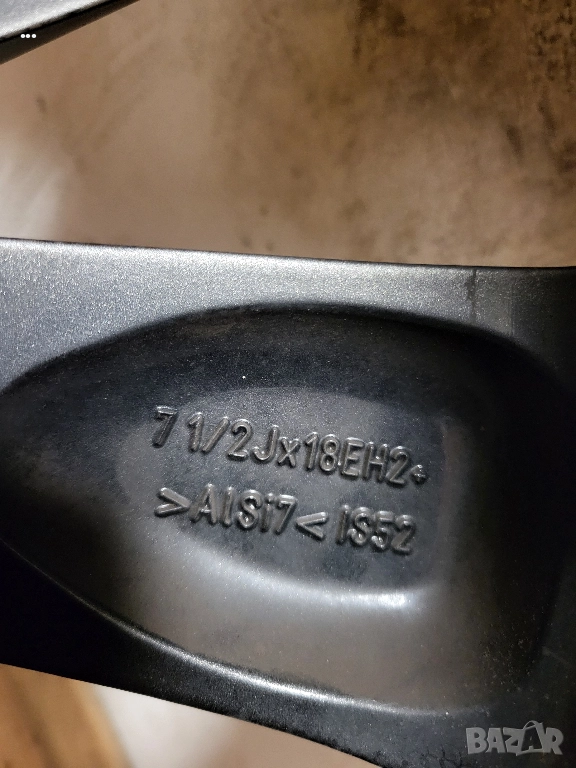 7 1/2Jx18EH2+
>AlSi7< IS52
BAZAR